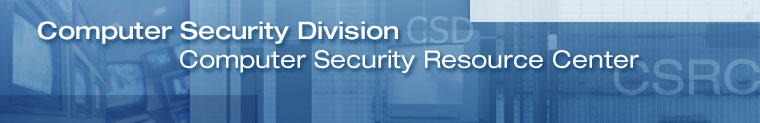 Computer Security Division
CSD
Computer Security Resource Center
CSRC